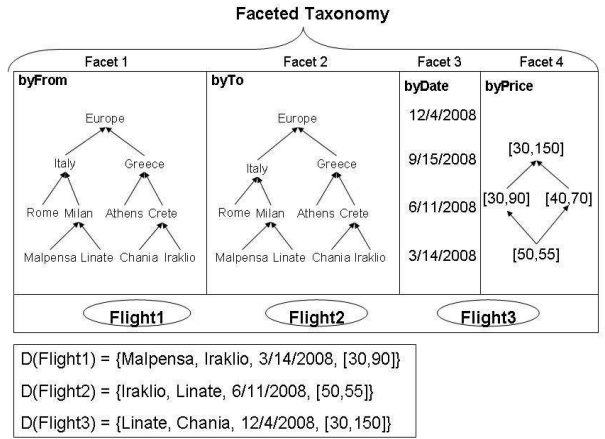 Faceted Taxonomy
Facet 1 Facet 2 Facet 3 Facet 4
byFrom byTo byDate byPrice
Europe Europe 12/4/2008
Italy Greece Italy Greece 9/15/2008 [30,150]
Rome Milan Athens Crete Rome Milan Athens Crete 6/11/2008 [30,90] [40,70]
Malpensa Linate Chania Iraklio Malpensa Linate Chania Iraklio 3/14/2008 [50,55]
Flight1 Flight2 Flight3
D(Flight1) = {Malpensa, Iraklio, 3/14/2008, [30,90]}
D(Flight2) = {Iraklio, Linate, 6/11/2008, [50,55]}
D(Flight3) = {Linate, Chania, 12/4/2008, [30,150]}